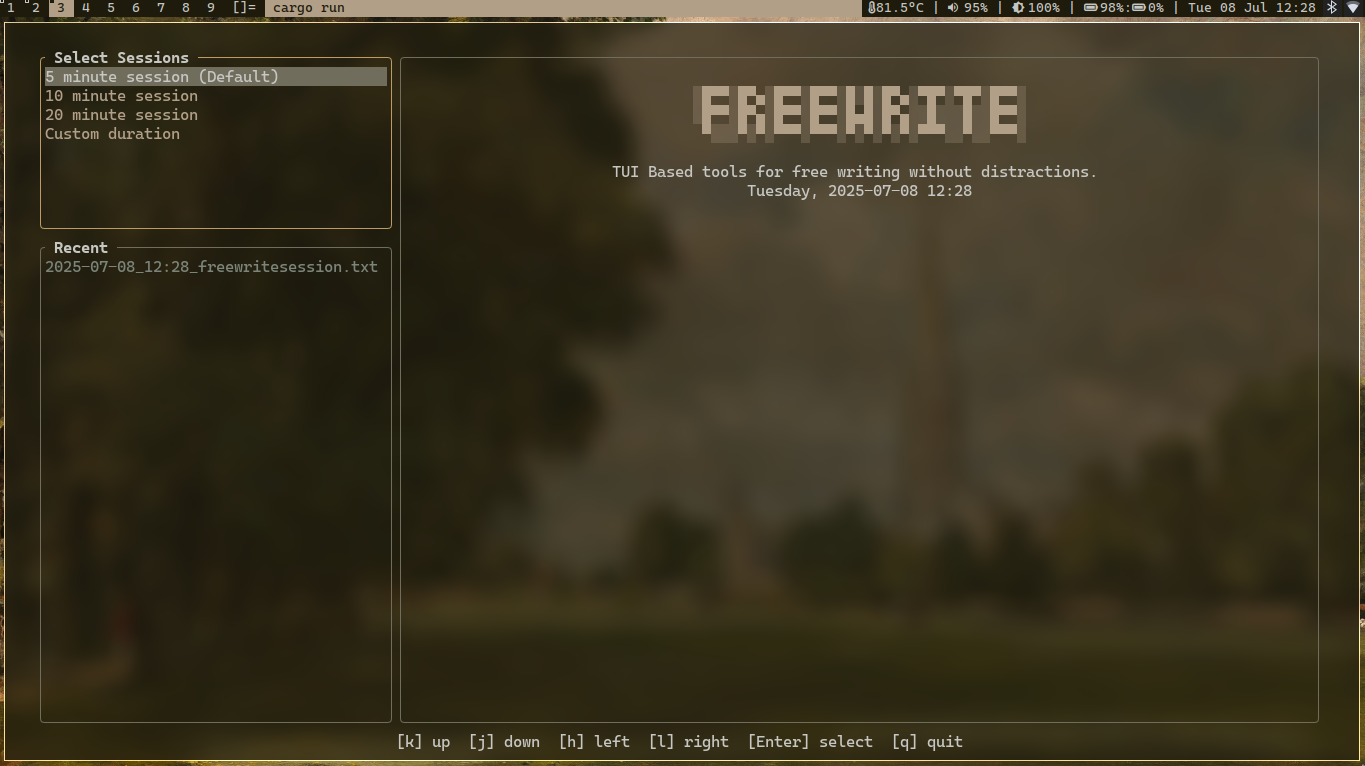 1 2 3 4 5 6 7 8 9 []= cargo run 81.5°C | 95% | 100% | 98%:0% | Tue 08 Jul 12:28
Select Sessions
5 minute session (Default)
10 minute session
20 minute session
Custom duration
Recent
2025-07-08_12:28_freewritesession.txt
FREEWRITE
TUI Based tools for free writing without distractions.
Tuesday, 2025-07-08 12:28
[k] up [j] down [h] left [l] right [Enter] select [q] quit